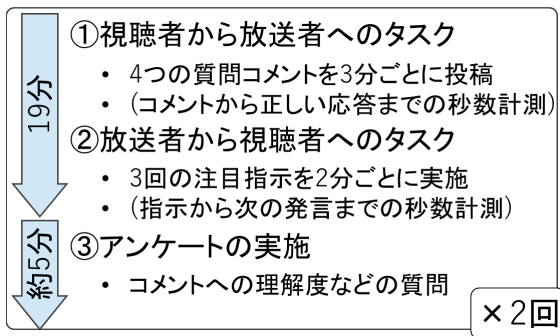 19分
①視聴者から放送者へのタスク
• 4つの質問コメントを3分ごとに投稿
• (コメントから正しい応答までの秒数計測)
②放送者から視聴者へのタスク
• 3回の注目指示を2分ごとに実施
• (指示から次の発言までの秒数計測)
約5分
③アンケートの実施
• コメントへの理解度などの質問
×2回